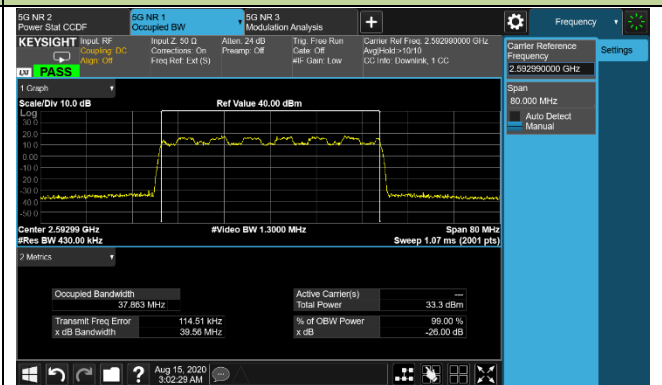 5G NR 2
Power Stat CCDF
5G NR 1
Occupied BW
5G NR 3
Modulation Analysis
Frequency
KEYSIGHT
Input: RF
Coupling: DC
Align: Off
Input Z: 50 Ω
Corrections: On
Freq Ref: Ext (S)
Atten: 24 dB
Preamp: Off
Trig: Free Run
Gate: Off
#IF Gain: Low
Carrier Ref Freq: 2.592990000 GHz
Avg|Hold:>10/10
CC Info: Downlink, 1 CC
LXI
PASS
Carrier Reference
Frequency
2.592990000 GHz
Settings
Span
80.000 MHz
Auto Detect
Manual
1 Graph
Scale/Div 10.0 dB
Ref Value 40.00 dBm
Log
30.0
20.0
10.0
0.00
-10.0
-20.0
-30.0
-40.0
-50.0
Center 2.59299 GHz
#Video BW 1.3000 MHz
Span 80 MHz
#Res BW 430.00 kHz
Sweep 1.07 ms (2001 pts)
2 Metrics
Occupied Bandwidth
37.863 MHz
Active Carrier(s)
---
Total Power
33.3 dBm
Transmit Freq Error
114.51 kHz
% of OBW Power
99.00 %
x dB Bandwidth
39.56 MHz
x dB
-26.00 dB
Aug 15, 2020
3:02:29 AM